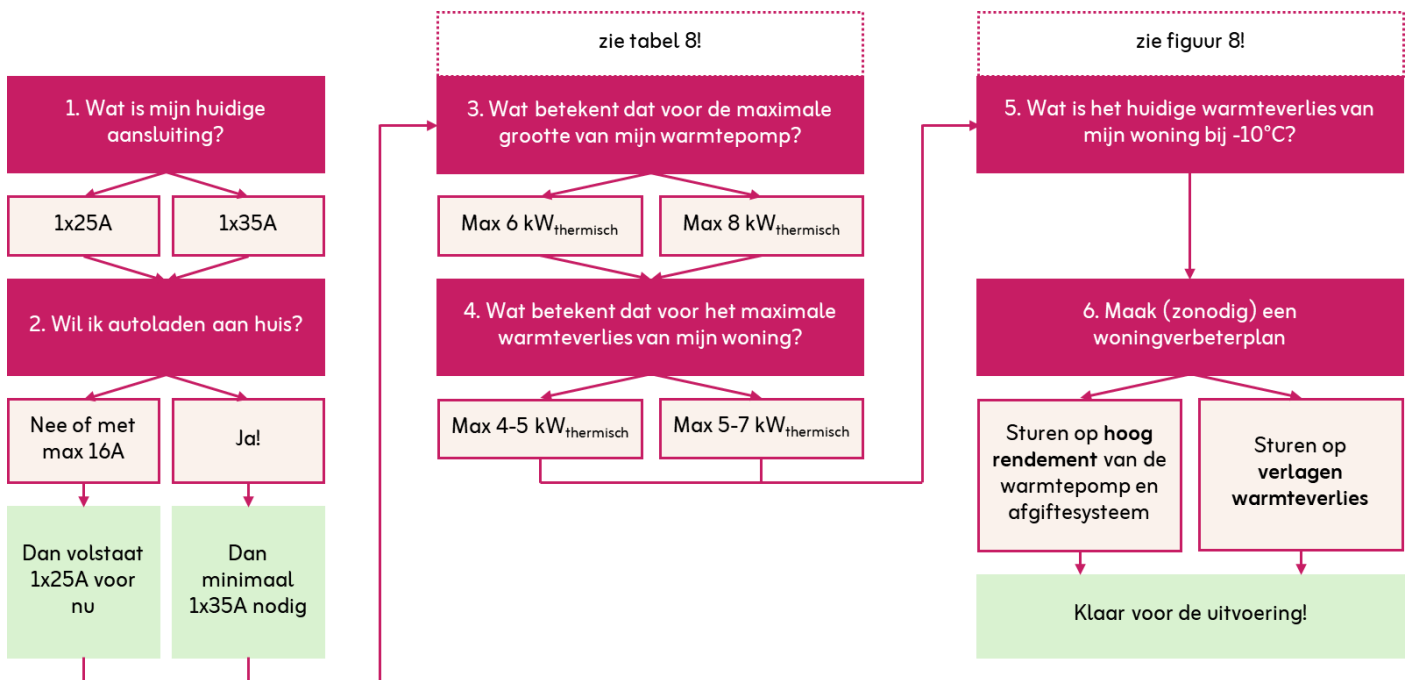 1. Wat is mijn huidige
aansluiting?
1x25A
1x35A
2. Wil ik autoladen aan huis?
Nee of met
max 16A
Ja!
Dan volstaat
1x25A voor
nu
Dan
minimaal
1x35A nodig
zie tabel 8!
3. Wat betekent dat voor de maximale
grootte van mijn warmtepomp?
Max 6 kWthermisch
Max 8 kWthermisch
4. Wat betekent dat voor het maximale
warmteverlies van mijn woning?
Max 4-5 kWthermisch
Max 5-7 kWthermisch
zie figuur 8!
5. Wat is het huidige warmteverlies van
mijn woning bij -10°C?
6. Maak (zonodig) een
woningverbeterplan
Sturen op hoog
rendement van de
warmtepomp en
afgiftesysteem
Sturen op
verlagen
warmteverlies
Klaar voor de uitvoering!